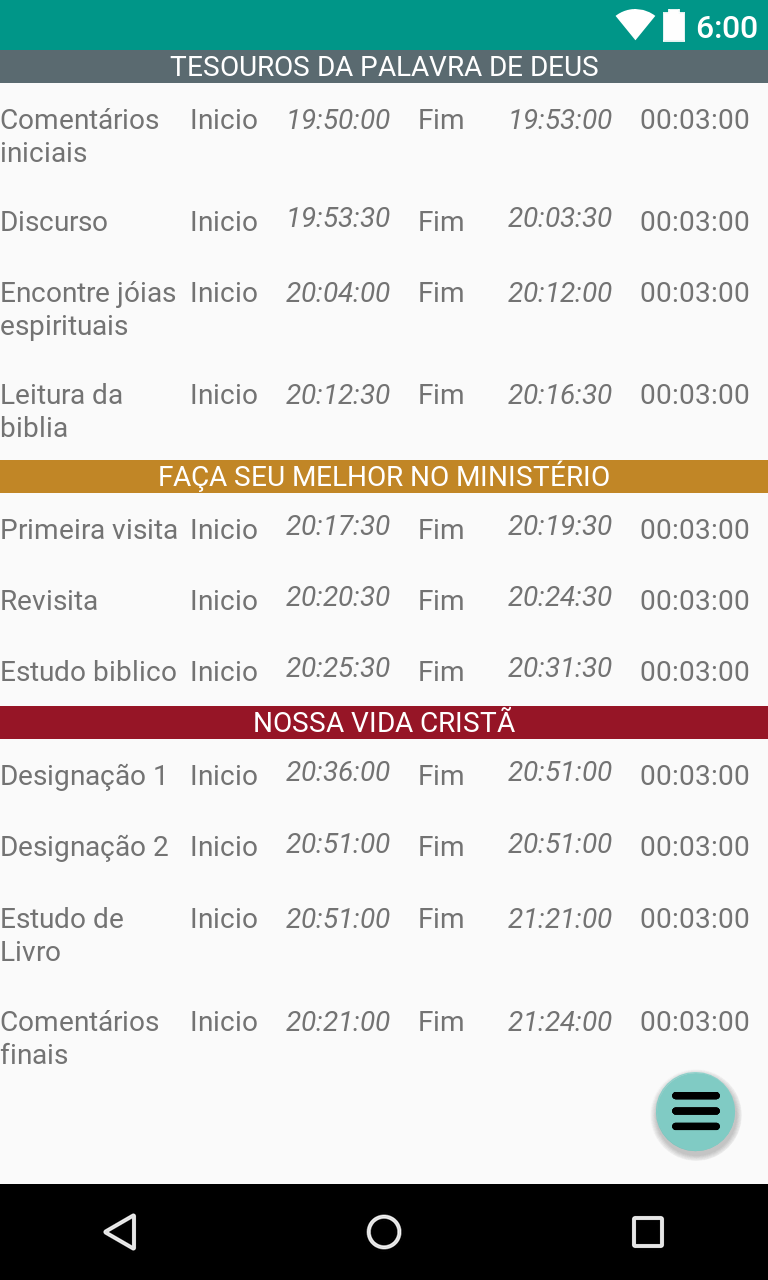 6:00
TESOUROS DA PALAVRA DE DEUS
Comentários iniciais Inicio 19:50:00 Fim 19:53:00 00:03:00
Discurso Inicio 19:53:30 Fim 20:03:30 00:03:00
Encontre jóias espirituais Inicio 20:04:00 Fim 20:12:00 00:03:00
Leitura da biblia Inicio 20:12:30 Fim 20:16:30 00:03:00
FAÇA SEU MELHOR NO MINISTÉRIO
Primeira visita Inicio 20:17:30 Fim 20:19:30 00:03:00
Revisita Inicio 20:20:30 Fim 20:24:30 00:03:00
Estudo biblico Inicio 20:25:30 Fim 20:31:30 00:03:00
NOSSA VIDA CRISTÃ
Designação 1 Inicio 20:36:00 Fim 20:51:00 00:03:00
Designação 2 Inicio 20:51:00 Fim 20:51:00 00:03:00
Estudo de Livro Inicio 20:51:00 Fim 21:21:00 00:03:00
Comentários finais Inicio 20:21:00 Fim 21:24:00 00:03:00